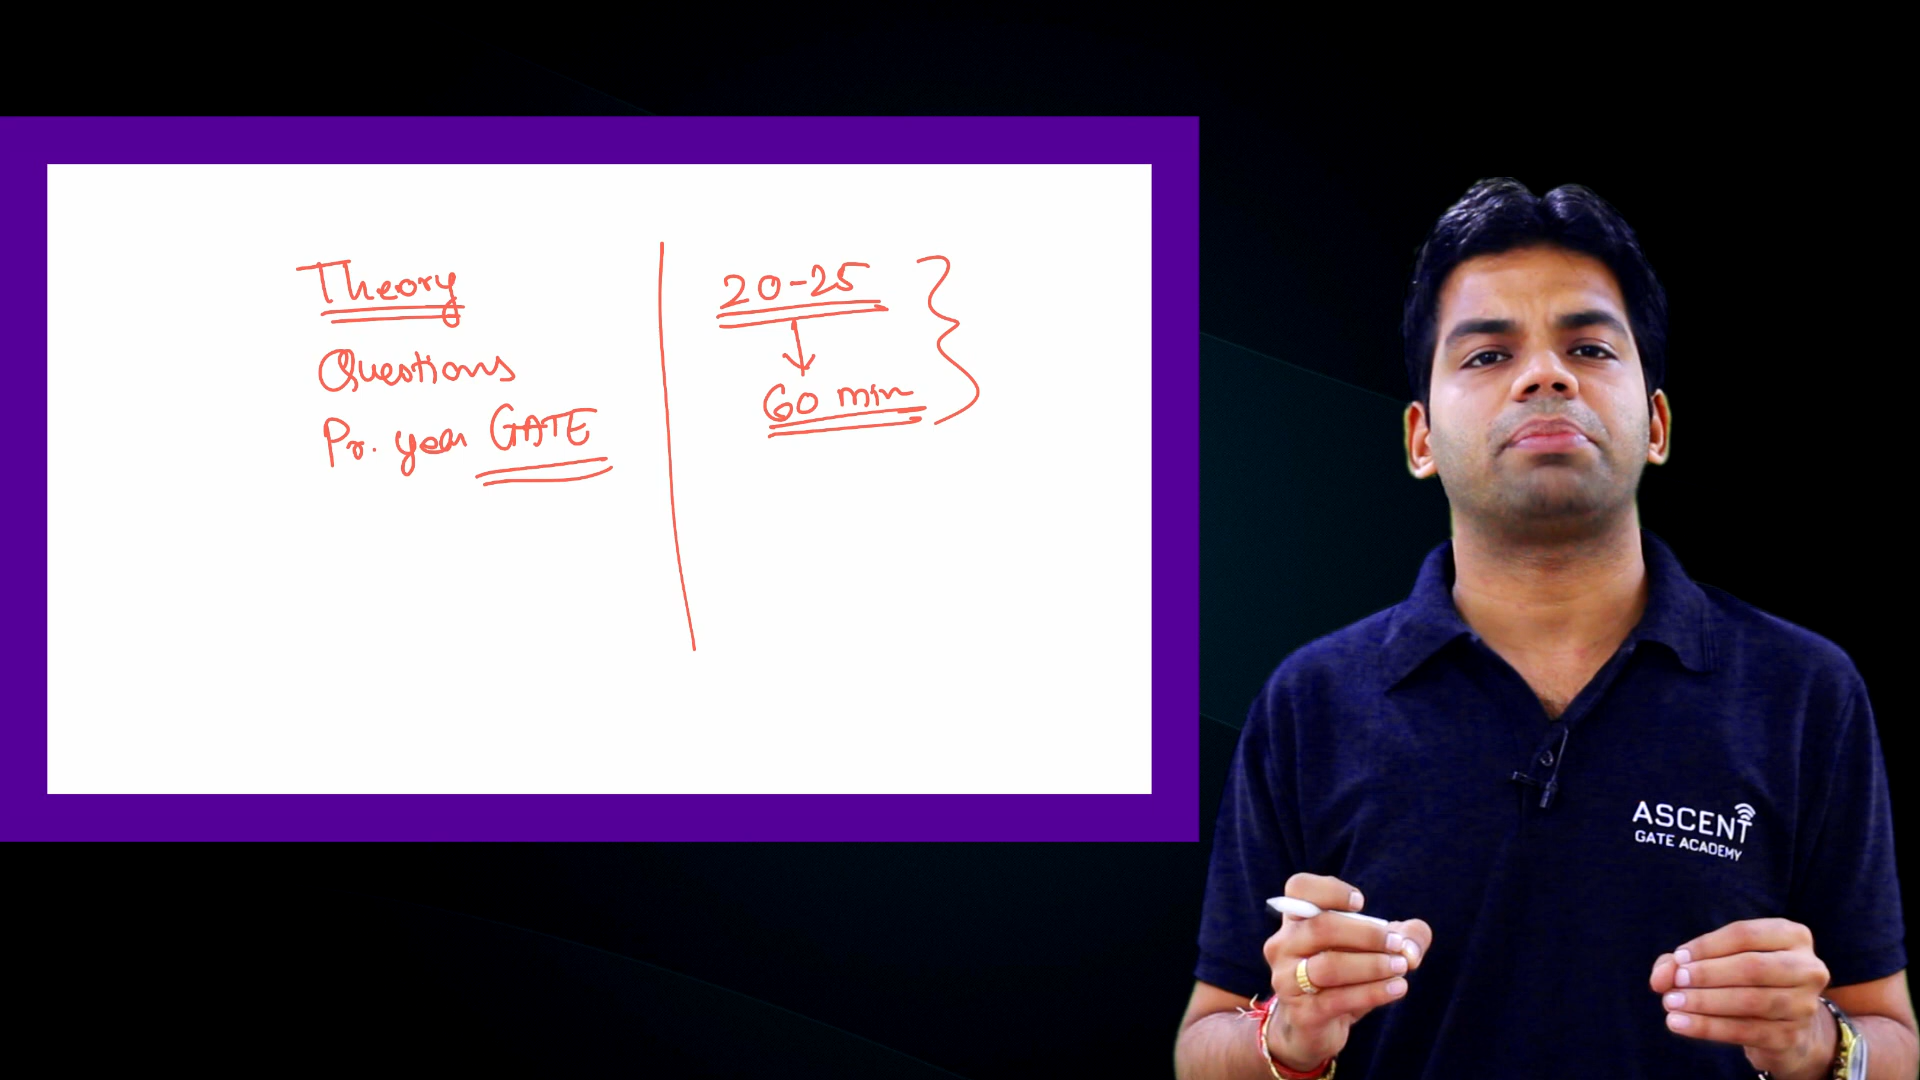 Theory
Questions
Pr. year GATE
20-25
60 min
ASCENT
GATE ACADEMY